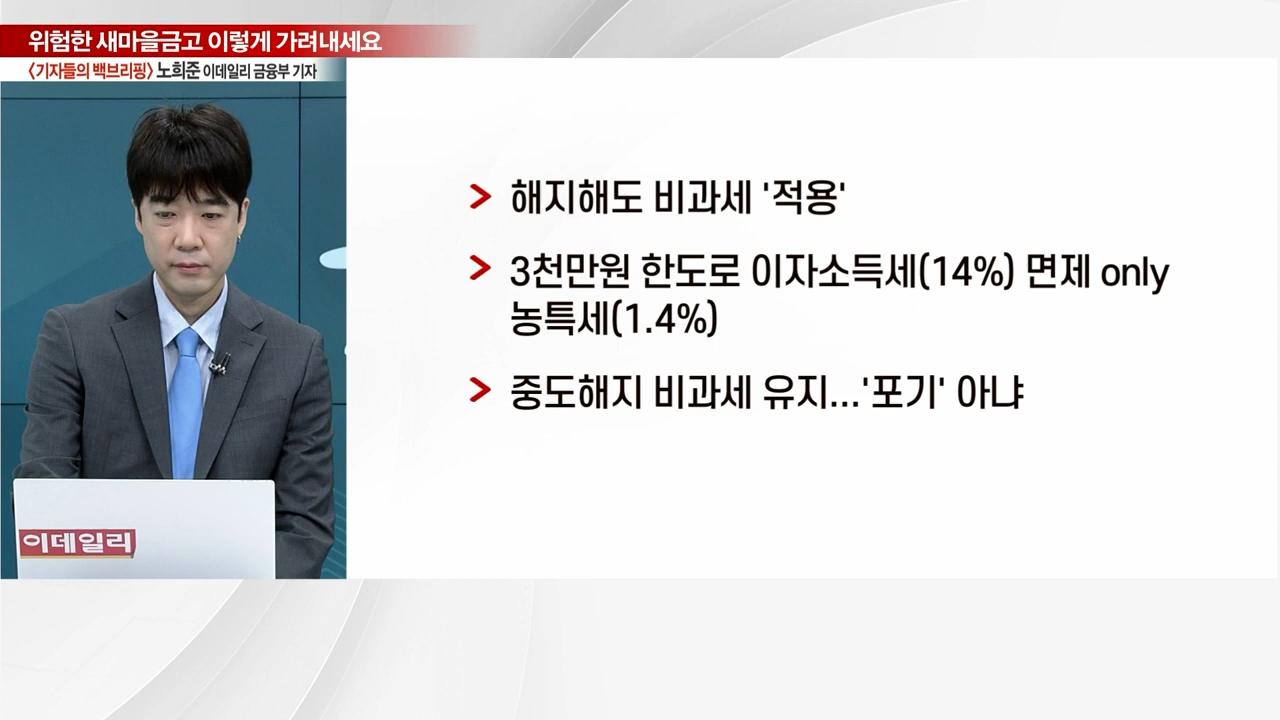 위험한 새마을금고 이렇게 가려내세요
<기자들의 백브리핑> 노희준 이데일리 금융부 기자
> 해지해도 비과세 '적용'
> 3천만원 한도로 이자소득세(14%) 면제 only
농특세(1.4%)
> 중도해지 비과세 유지...'포기' 아냐
이데일리